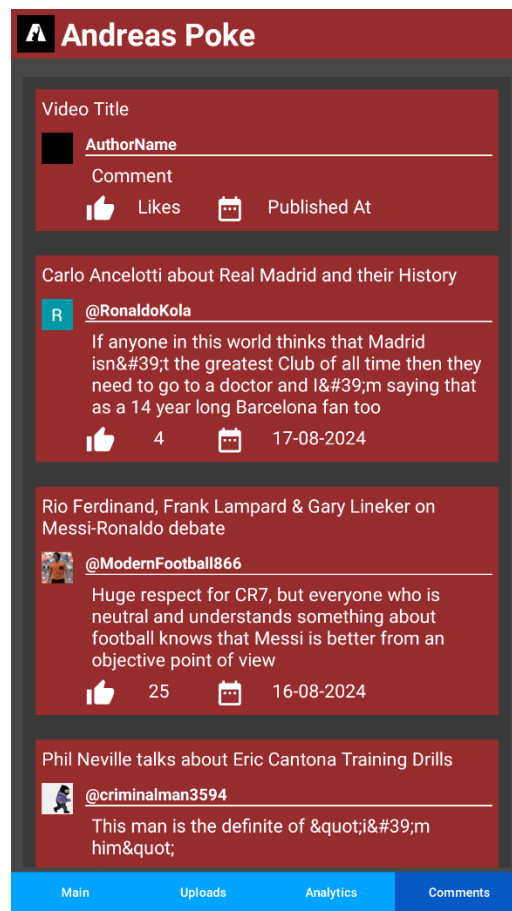 Andreas Poke
Video Title
AuthorName
Comment
Likes Published At
Carlo Ancelotti about Real Madrid and their History
R @RonaldoKola
If anyone in this world thinks that Madrid
isn&#39;t the greatest Club of all time then they
need to go to a doctor and I&#39;m saying that
as a 14 year long Barcelona fan too
4 17-08-2024
Rio Ferdinand, Frank Lampard & Gary Lineker on
Messi-Ronaldo debate
@ModernFootball866
Huge respect for CR7, but everyone who is
neutral and understands something about
football knows that Messi is better from an
objective point of view
25 16-08-2024
Phil Neville talks about Eric Cantona Training Drills
@criminalman3594
This man is the definite of &quot;i&#39;m
him&quot;
Main Uploads Analytics Comments